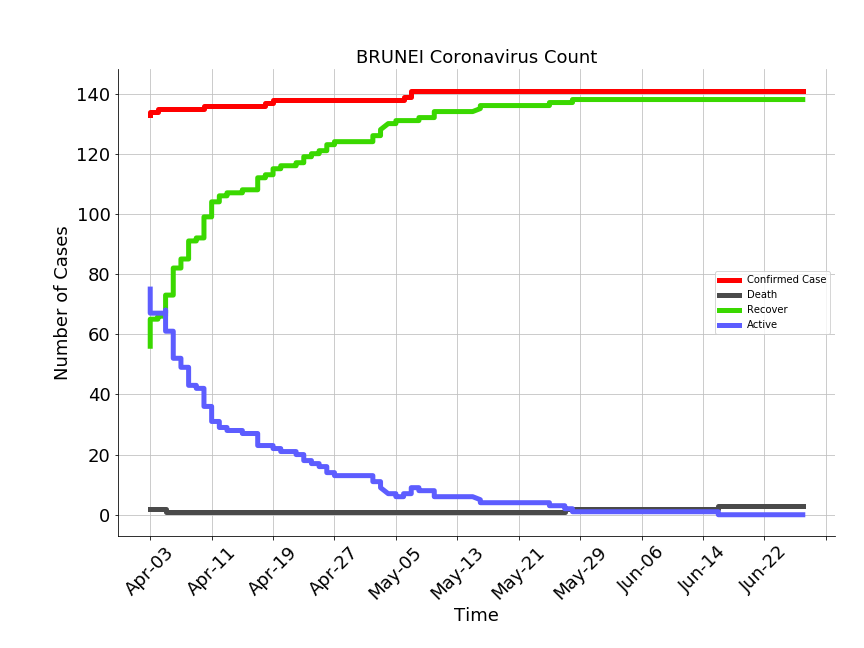 BRUNEI Coronavirus Count
140
120
100
80
60
40
20
0
Number of Cases
Confirmed Case
Death
Recover
Active
Apr-03
Apr-11
Apr-19
Apr-27
May-05
May-13
May-21
May-29
Jun-06
Jun-14
Jun-22
Time